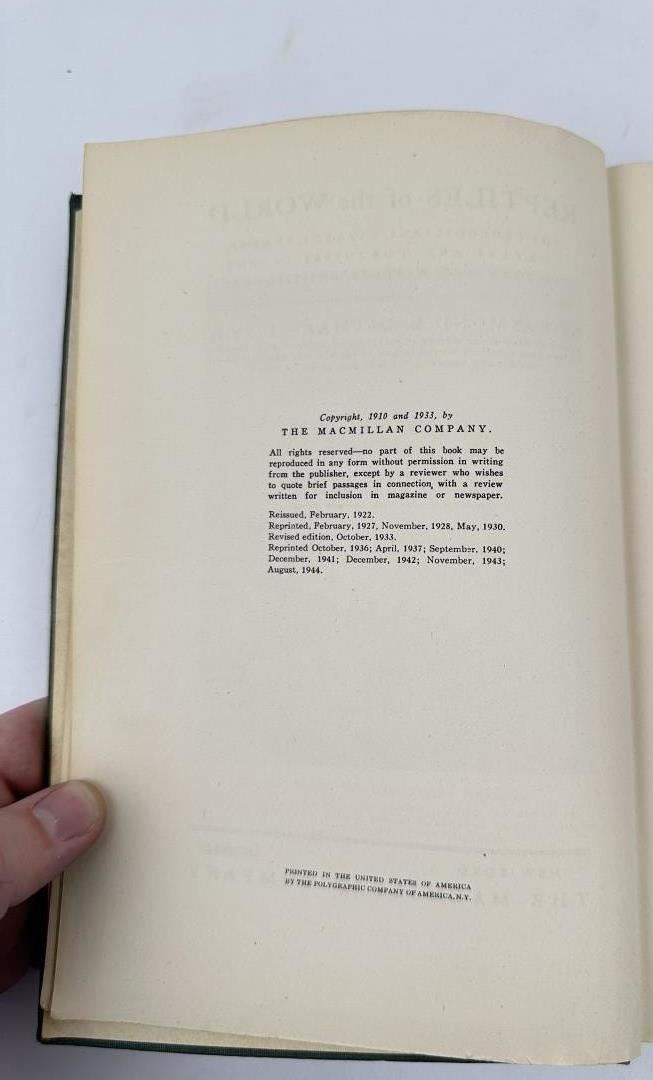 REPTILES of the WORLD
Copyright, 1910 and 1933, by
THE MACMILLAN COMPANY.
All rights reserved—no part of this book may be
reproduced in any form without permission in writing
from the publisher, except by a reviewer who wishes
to quote brief passages in connection with a review
written for inclusion in magazine or newspaper.
Reissued, February, 1922.
Reprinted, February, 1927, November, 1928, May, 1930.
Revised edition, October, 1933.
Reprinted October, 1936; April, 1937; September, 1940;
December, 1941; December, 1942; November, 1943;
August, 1944.
PRINTED IN THE UNITED STATES OF AMERICA
BY THE POLYGRAPHIC COMPANY OF AMERICA, N.Y.